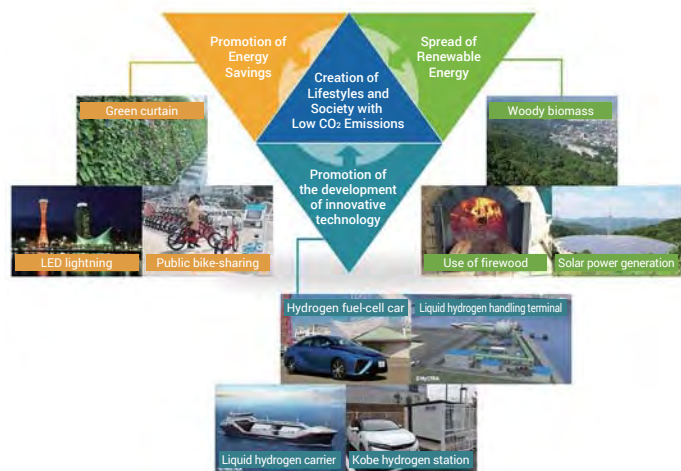 Promotion of
Energy
Savings
Spread of
Renewable
Energy
Creation of
Lifestyles and
Society with
Low CO₂ Emissions
Promotion of
the development
of innovative
technology
Green curtain
LED lightning
Public bike-sharing
Woody biomass
Use of firewood
Solar power generation
Hydrogen fuel-cell car
Liquid hydrogen handling terminal
Liquid hydrogen carrier
Kobe hydrogen station